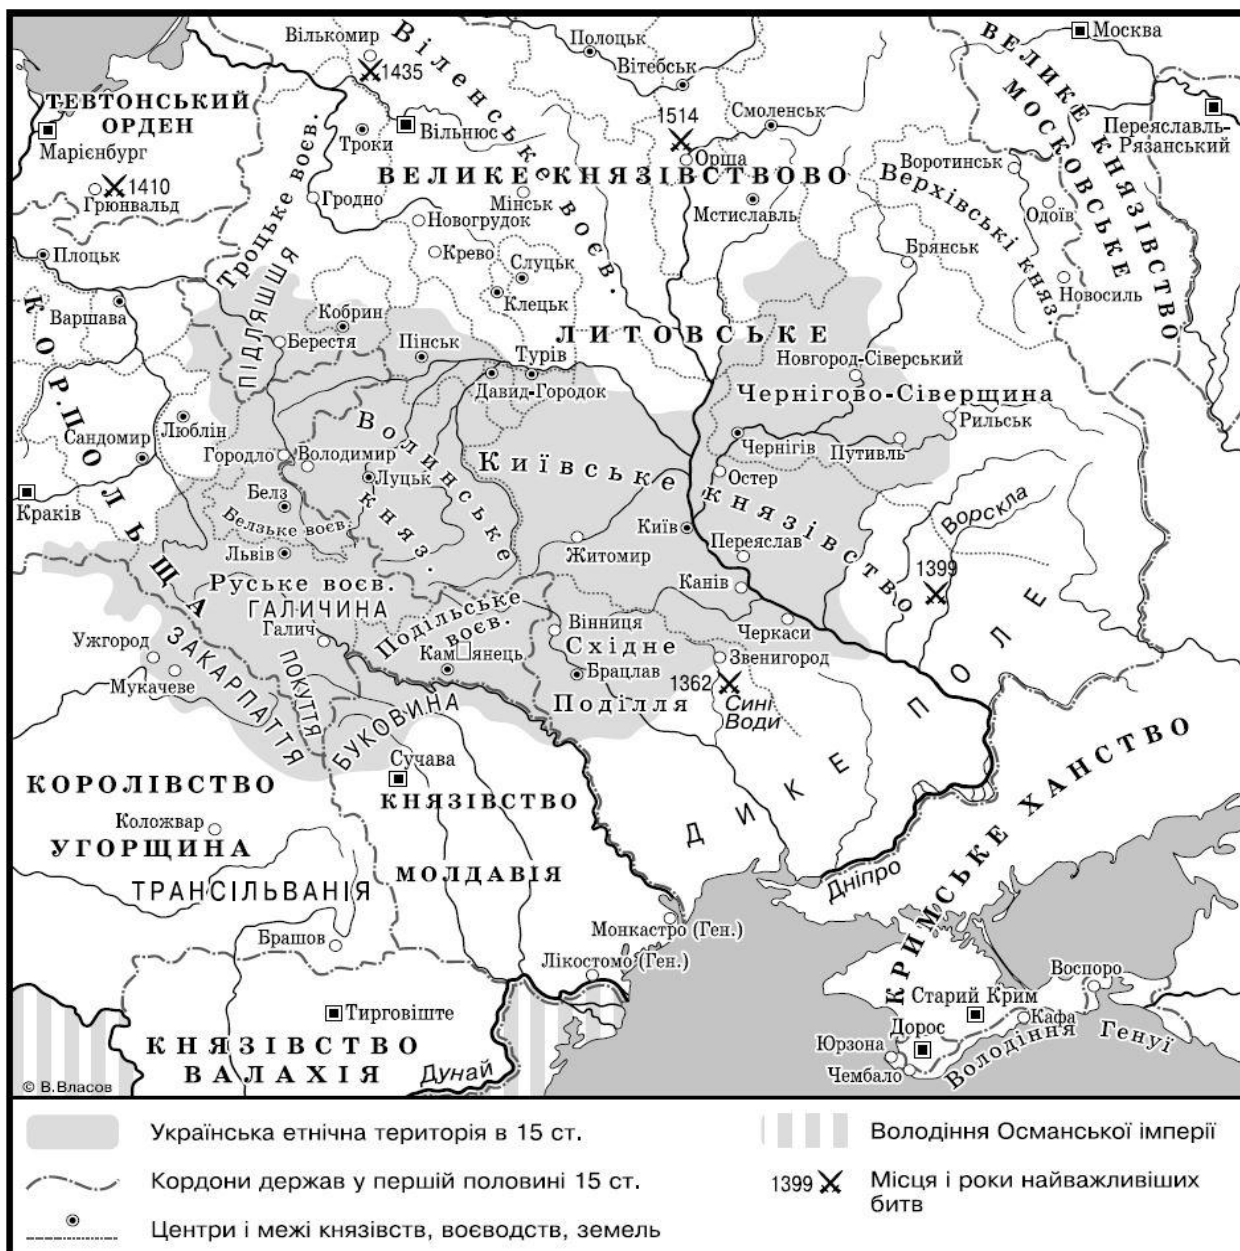 Вількомир
1435
Віленське воєв.
Полоцьк
Вітебськ
ВЕЛИКЕ КНЯЗІВСТВО
МОСКОВСЬКЕ
Москва
ТЕВТОНСЬКИЙ
ОРДЕН
Марієнбург
Троки
Вільнюс
1514
Орша
Смоленськ
Переяславль-
Рязанський
1410
Грюнвальд
Троцьке воєв.
Гродно
ВЕЛИКЕ КНЯЗІВСТВОВО
Мінськ
Новогрудок
Мстиславль
Воротинськ
Верхівські княз.
Одоїв
Плоцьк
Крево
Слуцьк
Клецьк
Брянськ
Новосиль
КОР.ПОЛЬЩА
Варшава
ПІДЛЯШШЯ
Кобрин
Берестя
Пінськ
ЛИТОВСЬКЕ
Турів
Давид-Городок
Новгород-Сіверський
Чернігово-Сіверщина
Рильськ
Сандомир
Люблін
Городло
Володимир
Волинське
княз.
Луцьк
Київське князівство
Чернігів
Путивль
Остер
Краків
Белз
Белзьке воєв.
Львів
Київ
Житомир
Переяслав
Ворскла
1399
Руське воєв.
ГАЛИЧИНА
Галич
Подільське
воєв.
Кам□янець
Канів
Черкаси
Вінниця
Східне
Поділля
Брацлав
Звенигород
1362
Сині
Води
Ужгород
Мукачеве
ЗАКАРПАТТЯ
ПОКУТТЯ
БУКОВИНА
ДИКЕ ПОЛЕ
Сучава
КОРОЛІВСТВО
УГОРЩИНА
Коложвар
ТРАНСІЛЬВАНІЯ
КНЯЗІВСТВО
МОЛДАВІЯ
Дніпро
КРИМСЬКЕ ХАНСТВО
Брашов
Монкастро (Ген.)
Лікостомо (Ген.)
Воспоро
Старий Крим
Кафа
Дорос
Юрзона
Чембало
Володіння Генуї
Тирговіште
КНЯЗІВСТВО
ВАЛАХІЯ
Дунай
© В.Власов
Українська етнічна територія в 15 ст.
Володіння Османської імперії
Кордони держав у першій половині 15 ст.
1399 Місця і роки найважливіших
битв
Центри і межі князівств, воєводств, земель